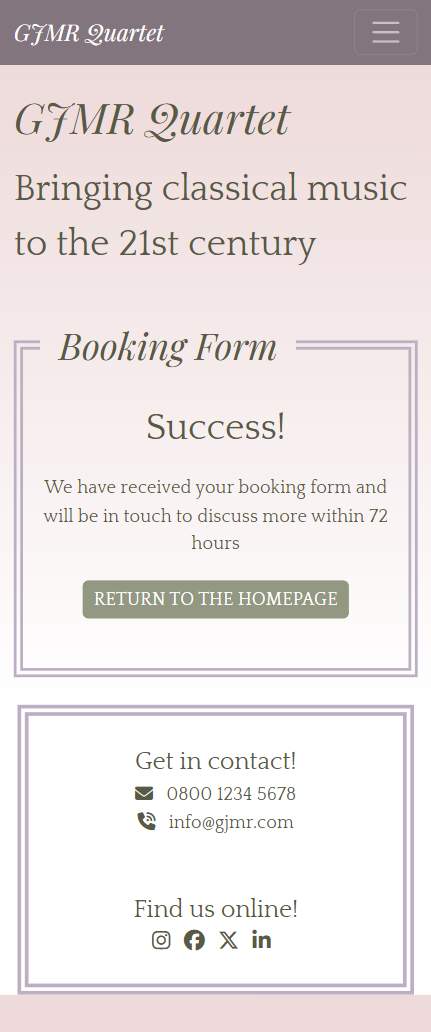 GJMR Quartet
GJMR Quartet
Bringing classical music
to the 21st century
Booking Form
Success!
We have received your booking form and
will be in touch to discuss more within 72
hours
RETURN TO THE HOMEPAGE
Get in contact!
0800 1234 5678
info@gjmr.com
Find us online!